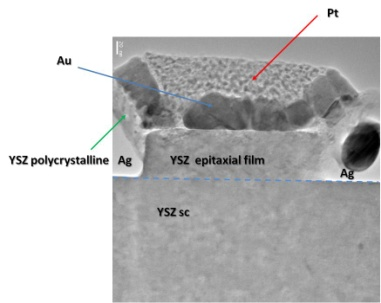 Pt
Au
YSZ polycrystalline
Ag
YSZ epitaxial film
Ag
YSZ sc